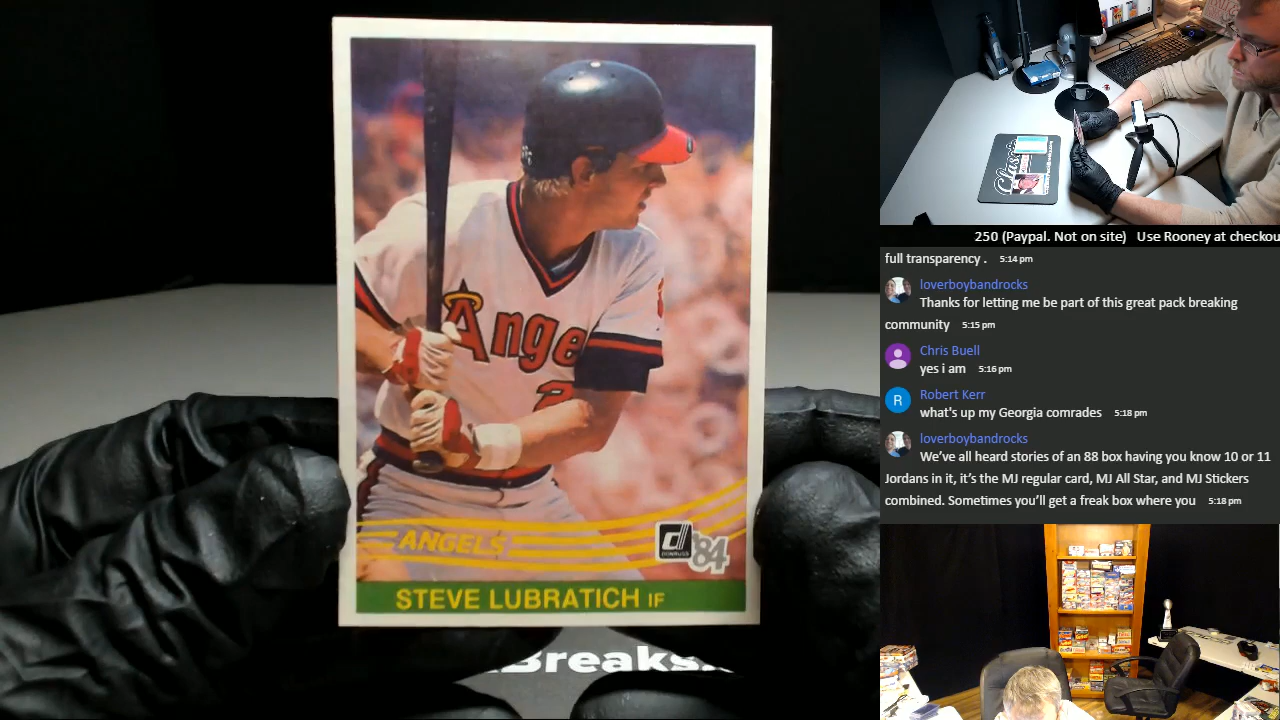 Ange
2
ANGELS
DONRUSS
'84
STEVE LUBRATICH IF
Breaks.
Classic
250 (Paypal. Not on site) Use Rooney at checkou
full transparency . 5:14 pm
loverboybandrocks
Thanks for letting me be part of this great pack breaking
community 5:15 pm
Chris Buell
yes i am 5:16 pm
R
Robert Kerr
what's up my Georgia comrades 5:18 pm
loverboybandrocks
We've all heard stories of an 88 box having you know 10 or 11
Jordans in it, it's the MJ regular card, MJ All Star, and MJ Stickers
combined. Sometimes you'll get a freak box where you 5:18 pm